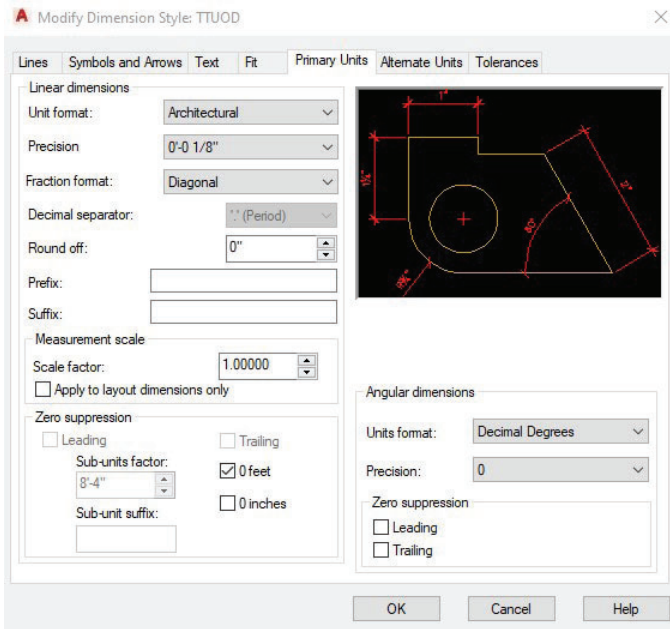 A Modify Dimension Style: TTUOD
Lines Symbols and Arrows Text Fit Primary Units Alternate Units Tolerances
Linear dimensions
Unit format: Architectural
Precision 0'-0 1/8"
Fraction format: Diagonal
Decimal separator: '.' (Period)
Round off: 0"
Prefix:
Suffix:
Measurement scale
Scale factor: 1.00000
Apply to layout dimensions only
Zero suppression
Leading
Trailing
Sub-units factor:
8'-4"
0 feet
0 inches
Sub-unit suffix:
1"
2"
60°
Angular dimensions
Units format: Decimal Degrees
Precision: 0
Zero suppression
Leading
Trailing
OK Cancel Help